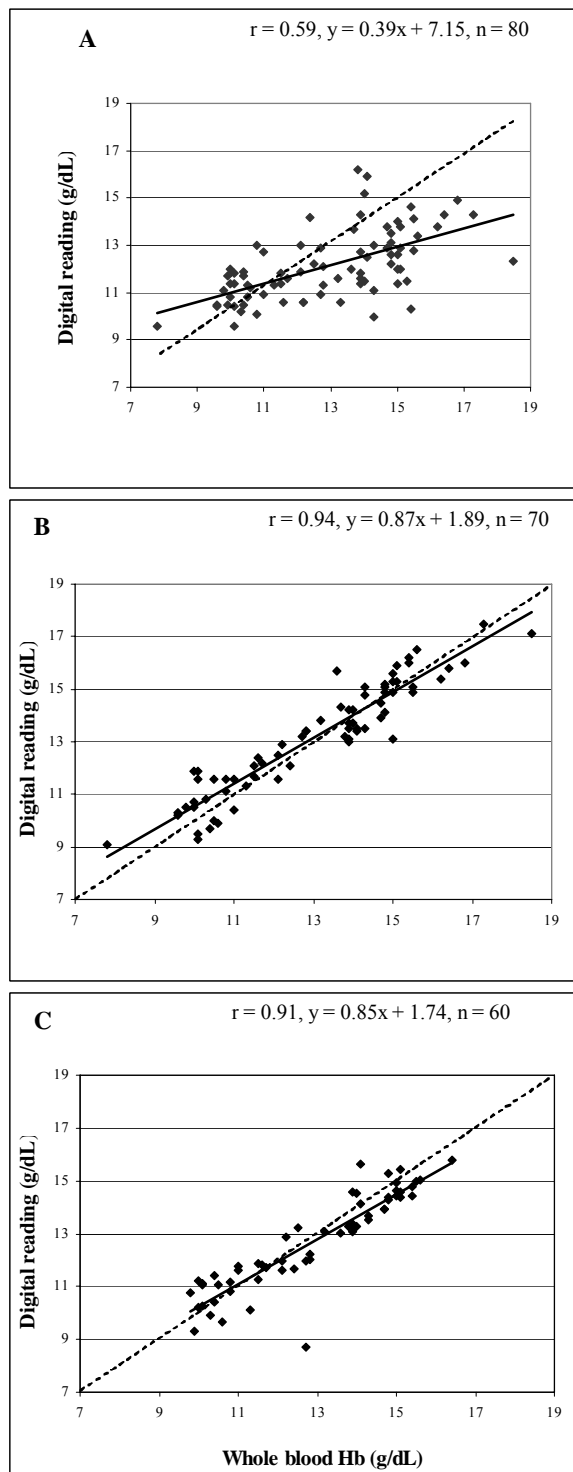 A
r = 0.59, y = 0.39x + 7.15, n = 80
Digital reading (g/dL)
19
17
15
13
11
9
7
7 9 11 13 15 17 19
B
r = 0.94, y = 0.87x + 1.89, n = 70
Digital reading (g/dL)
19
17
15
13
11
9
7
7 9 11 13 15 17 19
C
r = 0.91, y = 0.85x + 1.74, n = 60
Digital reading (g/dL)
19
17
15
13
11
9
7
7 9 11 13 15 17 19
Whole blood Hb (g/dL)